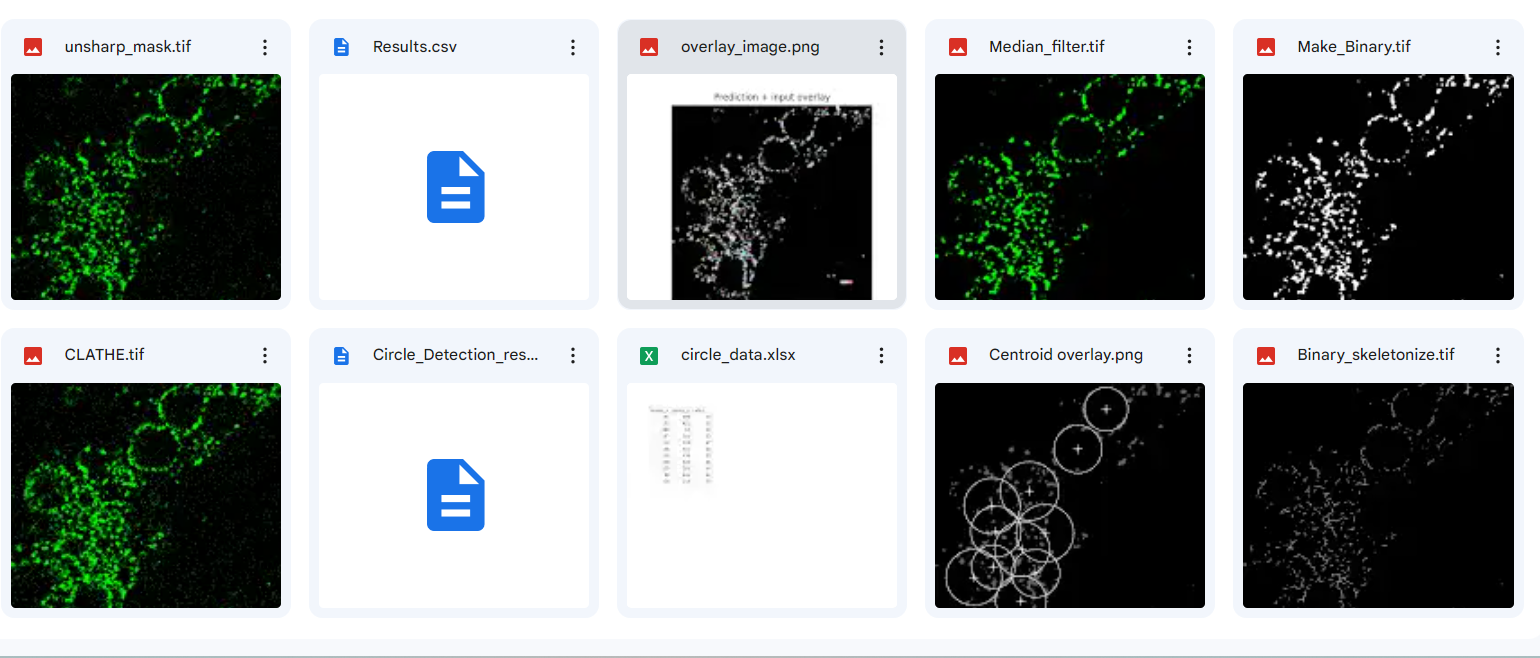 unsharp_mask.tif
Results.csv
overlay_image.png
Median_filter.tif
Make_Binary.tif
Prediction + input overlay
CLATHE.tif
Circle_Detection_res...
circle_data.xlsx
Centroid overlay.png
Binary_skeletonize.tif